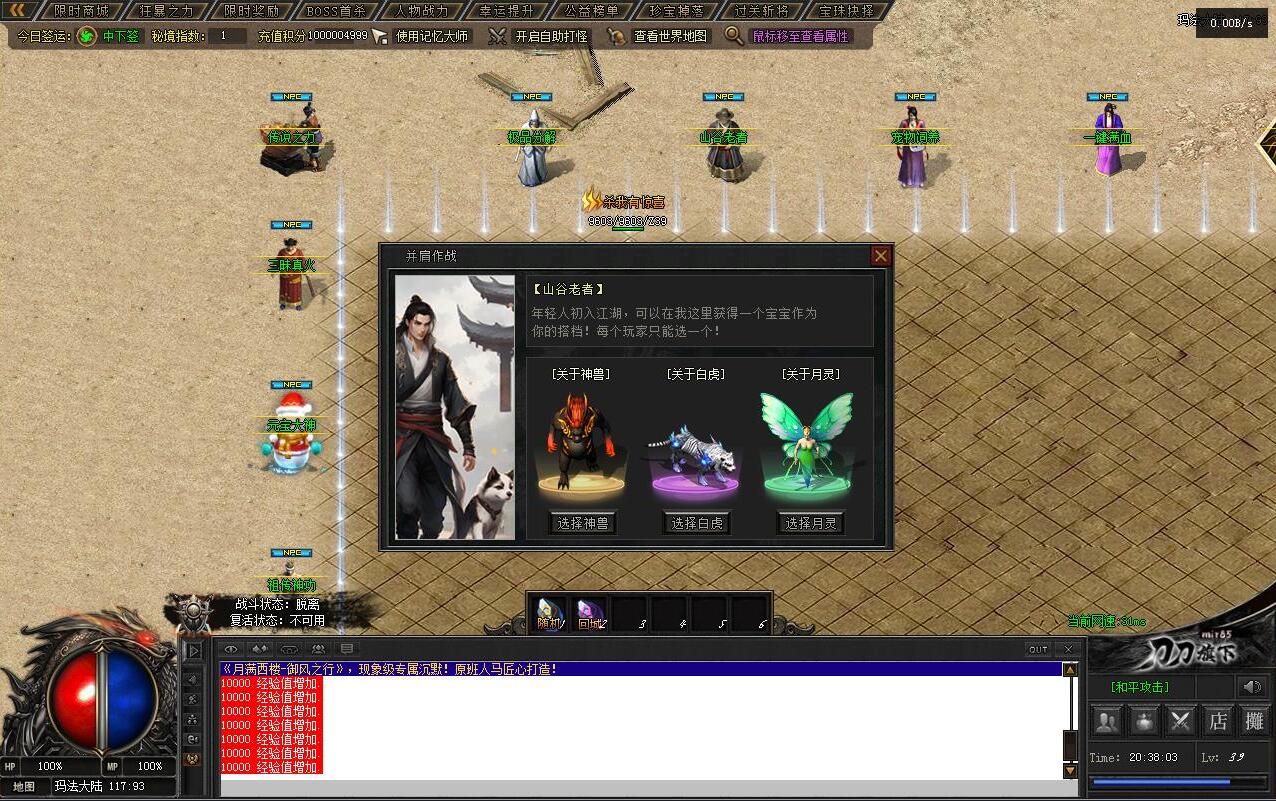 限时商城 狂暴之力 限时奖励 BOSS首杀 人物战力 幸运提升 公益榜单 珍宝掉落 过关斩将 宝珠抉择
0.00B/s
今日签运: 中下签 秘境指数: 1 充值积分1000004999 使用记忆大师 开启自助打怪 查看世界地图 鼠标移至查看属性
NPC NPC NPC NPC NPC
传说之力 极品分解 山谷老者 宠物饲养 一键满血
杀我有惊喜
9803/9803/Z39
NPC
三昧真火
并肩作战
【山谷老者】
年轻人初入江湖，可以在我这里获得一个宝宝作为
你的搭档！每个玩家只能选一个！
[关于神兽] [关于白虎] [关于月灵]
NPC
元宝大神
选择神兽 选择白虎 选择月灵
NPC
祖传神功
战斗状态: 脱离
复活状态: 不可用
随机 1 回城 2 3 4 5 6
当前网速:31ms
mir85
刀刀旗下
OUT
《月满西楼-御风之行》，现象级专属沉默！原班人马匠心打造！
10000 经验值增加.
10000 经验值增加.
10000 经验值增加.
10000 经验值增加.
10000 经验值增加.
10000 经验值增加.
10000 经验值增加.
[和平攻击]
店 摊
Time: 20:38:03 Lv: 39
HP 100% MP 100%
地图 玛法大陆 117:93